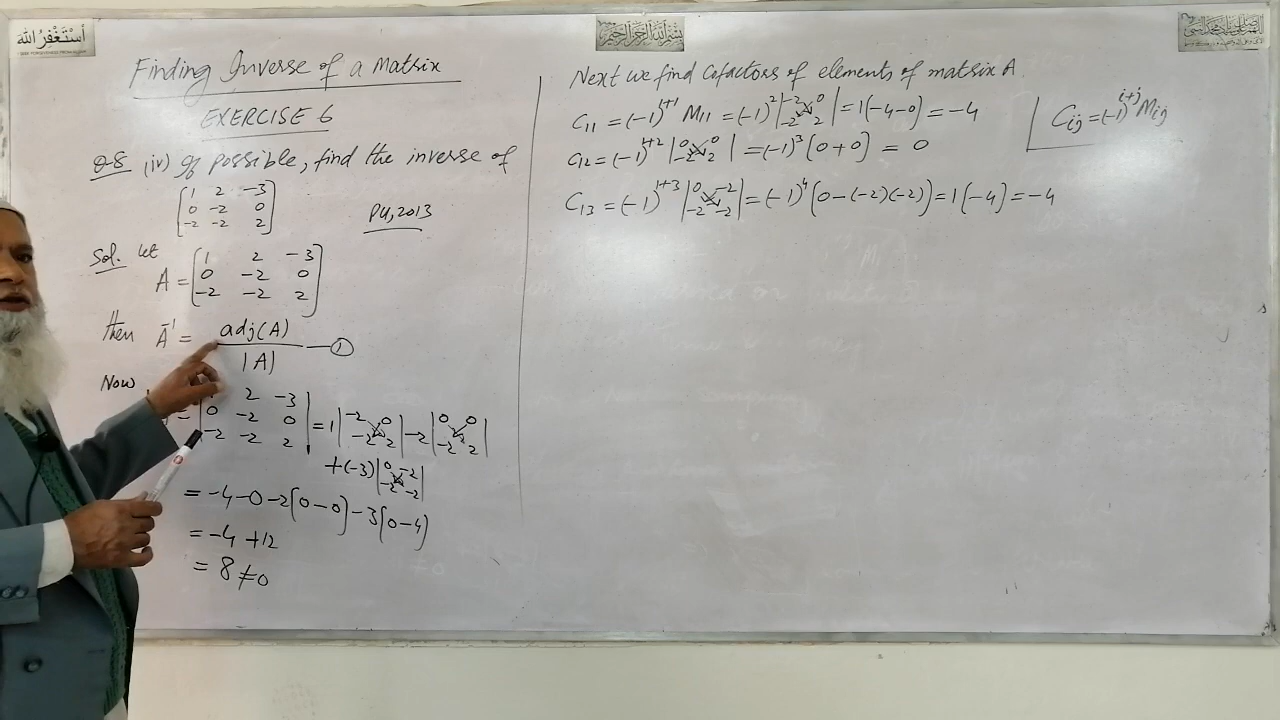 أستغفر الله
بسم الله الرحمن الرحيم
Finding Inverse of a Matrix
EXERCISE 6
Q8 (iv) If possible, find the inverse of
[1 2 -3
0 -2 0
-2 -2 2]
PU, 2013
Sol. let
A = [1 2 -3
0 -2 0
-2 -2 2]
then A⁻¹ = adj(A) / |A| — ①
Now
= |2 -3
0 -2 0
-2 -2 2| = 1|-2 0
-2 2| -2|0 0
-2 2|
+(-3)|0 -2
-2 -2|
= -4-0-2(0-0)-3(0-4)
= -4 +12
= 8 ≠ 0
Next we find Cofactors of elements of matrix A.
C11 = (-1)^1+1 M11 = (-1)^2 |-2 0
-2 2| = 1(-4-0) = -4
C12 = (-1)^1+2 |0 0
-2 2| = (-1)^3 (0+0) = 0
C13 = (-1)^1+3 |0 -2
-2 -2| = (-1)^4 (0-(-2)(-2)) = 1(-4) = -4
Cij = (-1)^i+j Mij